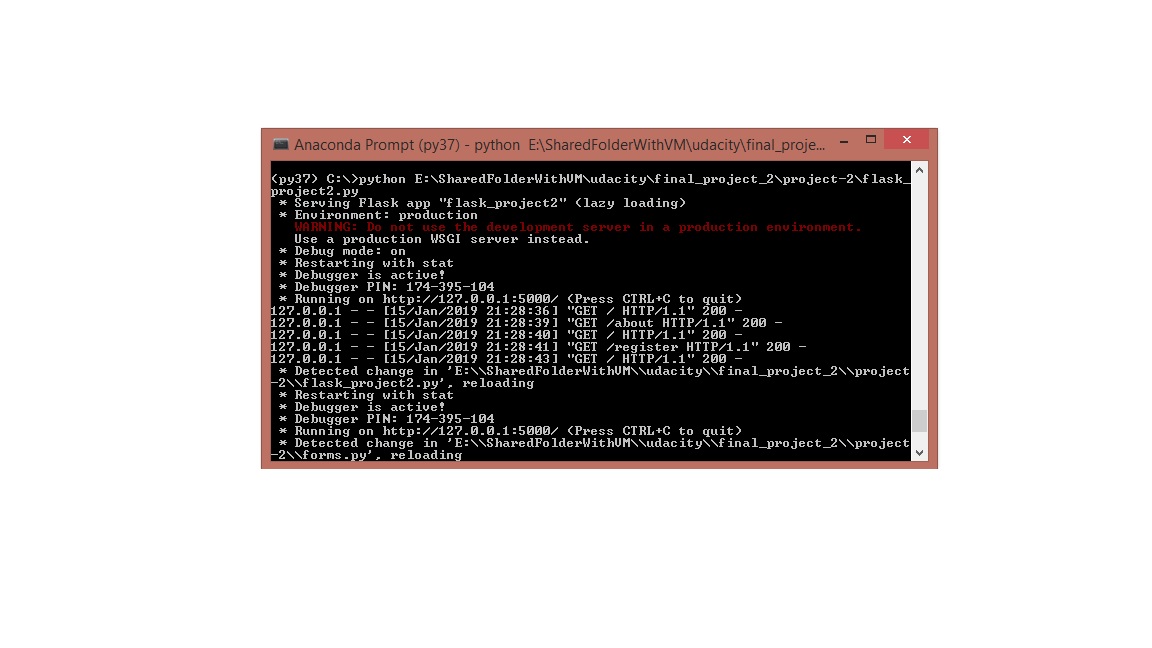 Anaconda Prompt (py37) - python  E:\SharedFolderWithVM\udacity\final_proje...
(py37) C:\>python E:\SharedFolderWithVM\udacity\final_project_2\project-2\flask_
project2.py
 * Serving Flask app "flask_project2" (lazy loading)
 * Environment: production
   WARNING: Do not use the development server in a production environment.
   Use a production WSGI server instead.
 * Debug mode: on
 * Restarting with stat
 * Debugger is active!
 * Debugger PIN: 174-395-104
 * Running on http://127.0.0.1:5000/ (Press CTRL+C to quit)
127.0.0.1 - - [15/Jan/2019 21:28:36] "GET / HTTP/1.1" 200 -
127.0.0.1 - - [15/Jan/2019 21:28:39] "GET /about HTTP/1.1" 200 -
127.0.0.1 - - [15/Jan/2019 21:28:40] "GET / HTTP/1.1" 200 -
127.0.0.1 - - [15/Jan/2019 21:28:41] "GET /register HTTP/1.1" 200 -
127.0.0.1 - - [15/Jan/2019 21:28:43] "GET / HTTP/1.1" 200 -
 * Detected change in 'E:\\SharedFolderWithVM\\udacity\\final_project_2\\project
-2\\flask_project2.py', reloading
 * Restarting with stat
 * Debugger is active!
 * Debugger PIN: 174-395-104
 * Running on http://127.0.0.1:5000/ (Press CTRL+C to quit)
 * Detected change in 'E:\\SharedFolderWithVM\\udacity\\final_project_2\\project
-2\\forms.py', reloading